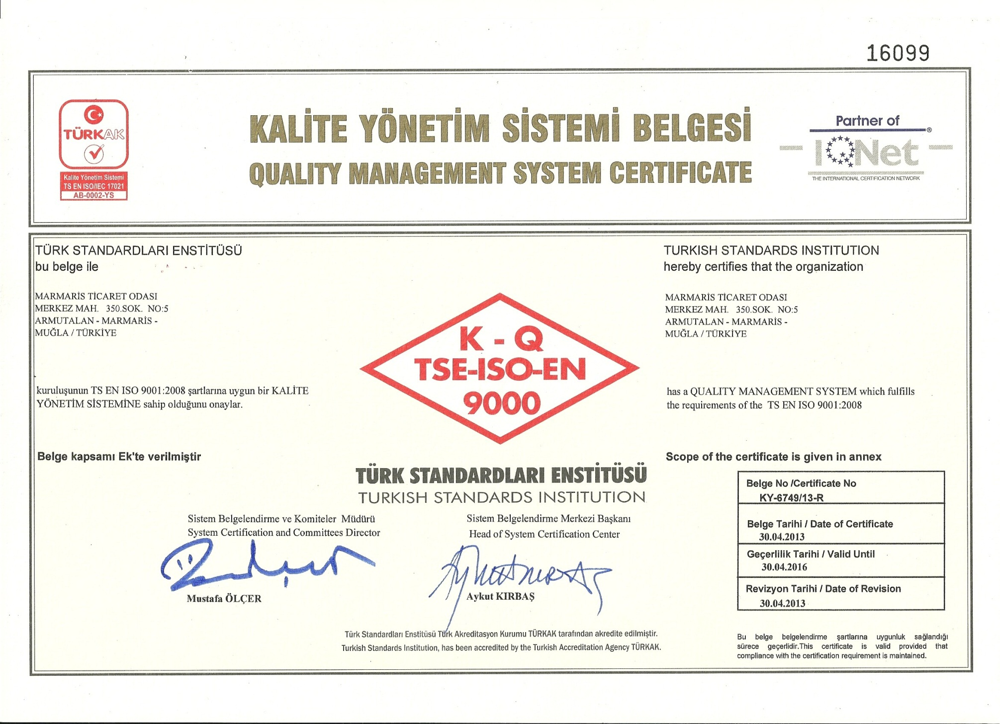 16099
TÜRKAK
Kalite Yönetim Sistemi
TS EN ISO/IEC 17021
AB-0002-YS
KALİTE YÖNETİM SİSTEMİ BELGESİ
QUALITY MANAGEMENT SYSTEM CERTIFICATE
Partner of
IQNet ®
THE INTERNATIONAL CERTIFICATION NETWORK
TÜRK STANDARDLARI ENSTİTÜSÜ
bu belge ile
MARMARİS TİCARET ODASI
MERKEZ MAH. 350.SOK. NO:5
ARMUTALAN - MARMARİS -
MUĞLA / TÜRKİYE
kuruluşunun TS EN ISO 9001:2008 şartlarına uygun bir KALİTE
YÖNETİM SİSTEMİNE sahip olduğunu onaylar.
Belge kapsamı Ek'te verilmiştir
K - Q
TSE-ISO-EN
9000
TÜRK STANDARDLARI ENSTİTÜSÜ
TURKISH STANDARDS INSTITUTION
TURKISH STANDARDS INSTITUTION
hereby certifies that the organization
MARMARİS TİCARET ODASI
MERKEZ MAH. 350.SOK. NO:5
ARMUTALAN - MARMARİS -
MUĞLA / TÜRKİYE
has a QUALITY MANAGEMENT SYSTEM which fulfills
the requirements of the TS EN ISO 9001:2008
Scope of the certificate is given in annex
Sistem Belgelendirme ve Komiteler Müdürü
System Certification and Committees Director
Mustafa ÖLÇER
Sistem Belgelendirme Merkezi Başkanı
Head of System Certification Center
Aykut KIRBAŞ
Belge No /Certificate No
KY-6749/13-R
Belge Tarihi / Date of Certificate
30.04.2013
Geçerlilik Tarihi / Valid Until
30.04.2016
Revizyon Tarihi / Date of Revision
30.04.2013
Türk Standardları Enstitüsü Türk Akreditasyon Kurumu TÜRKAK tarafından akredite edilmiştir.
Turkish Standards Institution, has been accredited by the Turkish Accreditation Agency TÜRKAK.
Bu belge belgelendirme şartlarına uygunluk sağlandığı
sürece geçerlidir.This certificate is valid provided that
compliance with the certification requirement is maintained.